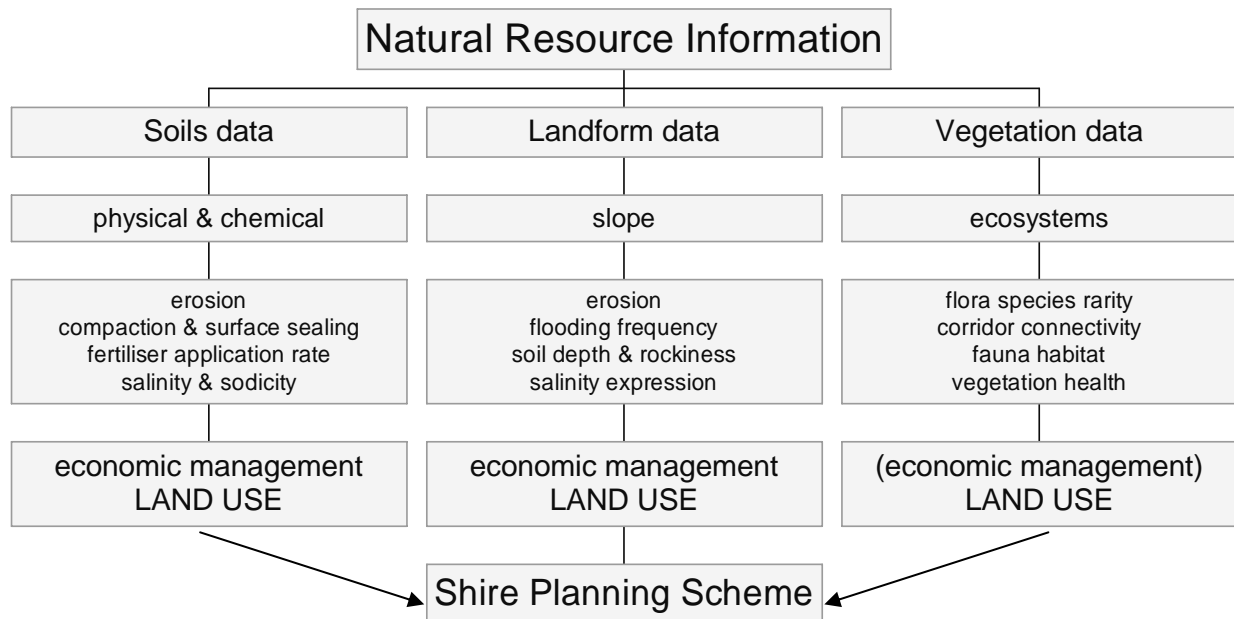 Natural Resource Information
Soils data
Landform data
Vegetation data
physical & chemical
slope
ecosystems
erosion
compaction & surface sealing
fertiliser application rate
salinity & sodicity
erosion
flooding frequency
soil depth & rockiness
salinity expression
flora species rarity
corridor connectivity
fauna habitat
vegetation health
economic management
LAND USE
economic management
LAND USE
(economic management)
LAND USE
Shire Planning Scheme